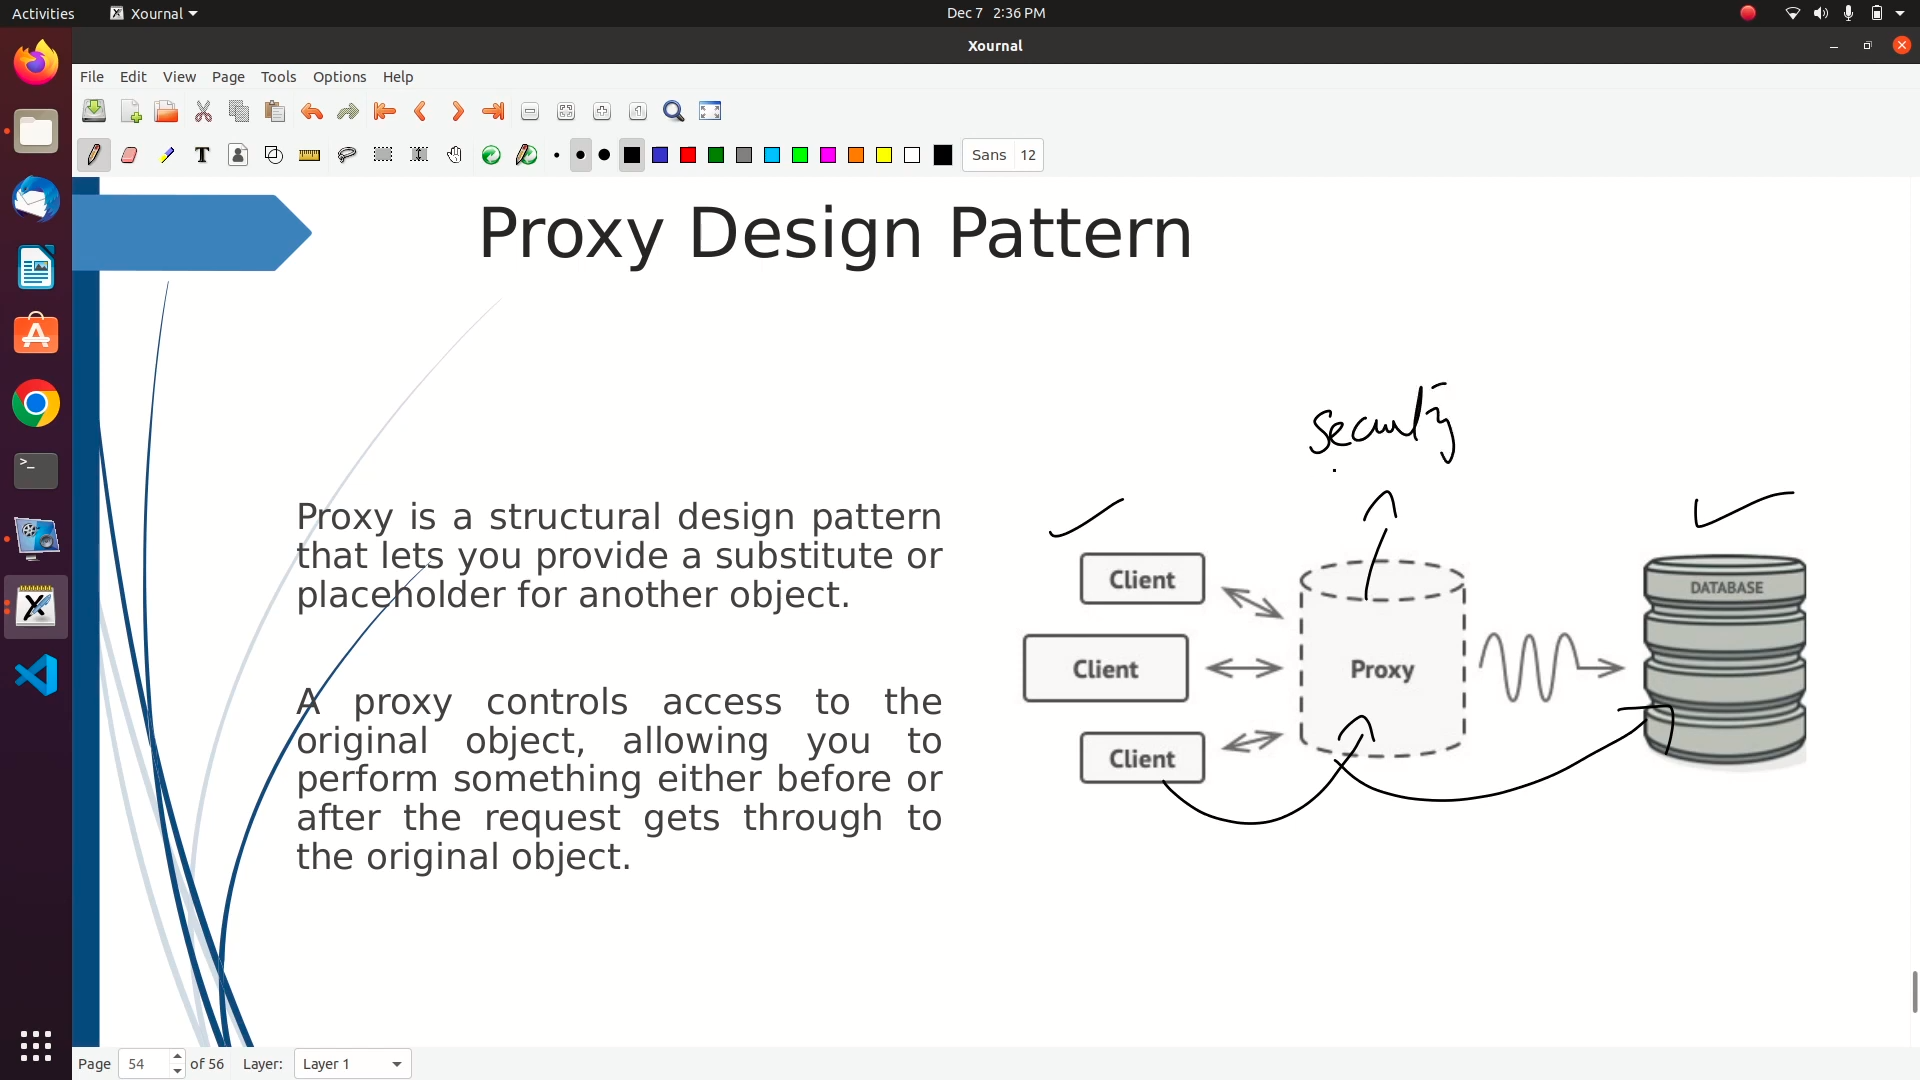 Activities
Xournal
Dec 7 2:36 PM
Xournal
File Edit View Page Tools Options Help
Sans 12
Proxy Design Pattern
Proxy is a structural design pattern
that lets you provide a substitute or
placeholder for another object.
A proxy controls access to the
original object, allowing you to
perform something either before or
after the request gets through to
the original object.
security
Client
Client
Client
Proxy
DATABASE
Page 54 of 56 Layer: Layer 1